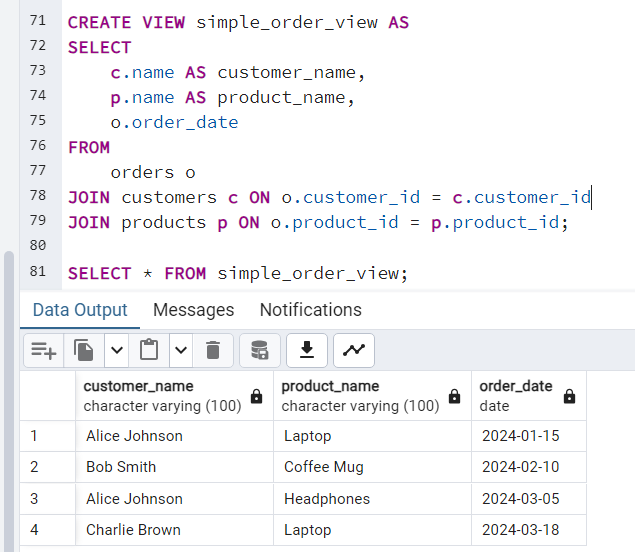 71 CREATE VIEW simple_order_view AS
72 SELECT
73 c.name AS customer_name,
74 p.name AS product_name,
75 o.order_date
76 FROM
77 orders o
78 JOIN customers c ON o.customer_id = c.customer_id
79 JOIN products p ON o.product_id = p.product_id;
80
81 SELECT * FROM simple_order_view;
Data Output Messages Notifications
customer_name product_name order_date
character varying (100) character varying (100) date
1 Alice Johnson Laptop 2024-01-15
2 Bob Smith Coffee Mug 2024-02-10
3 Alice Johnson Headphones 2024-03-05
4 Charlie Brown Laptop 2024-03-18